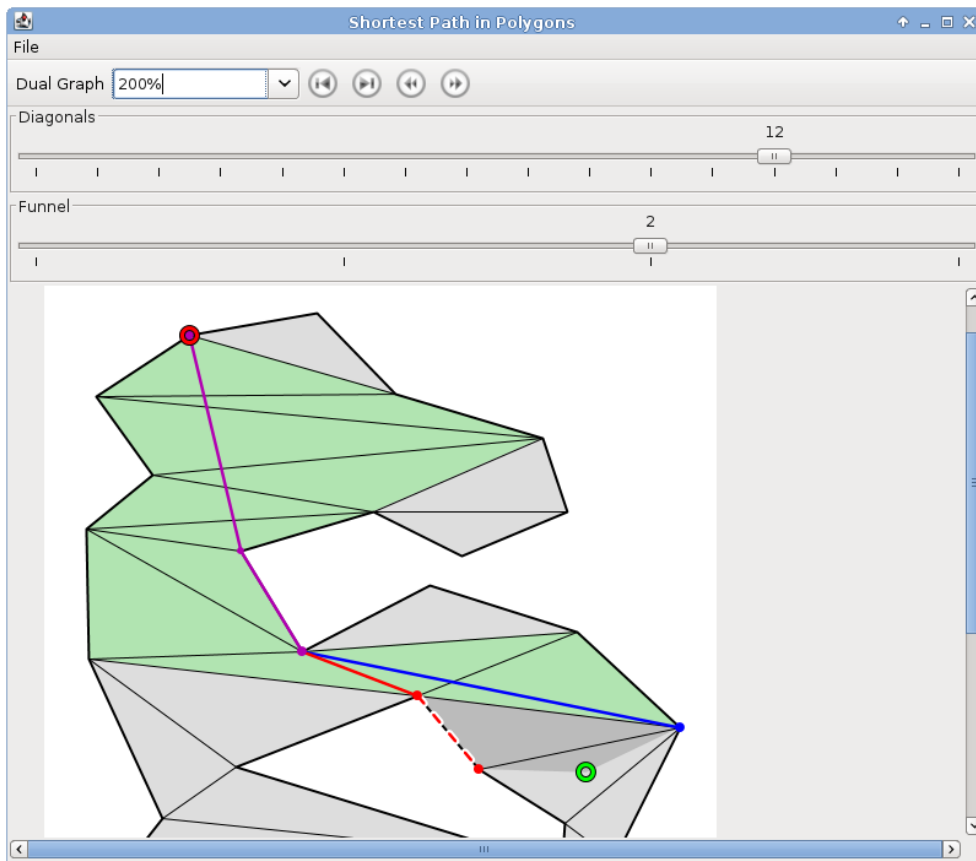 Shortest Path in Polygons
File
Dual Graph 200%
Diagonals
12
Funnel
2